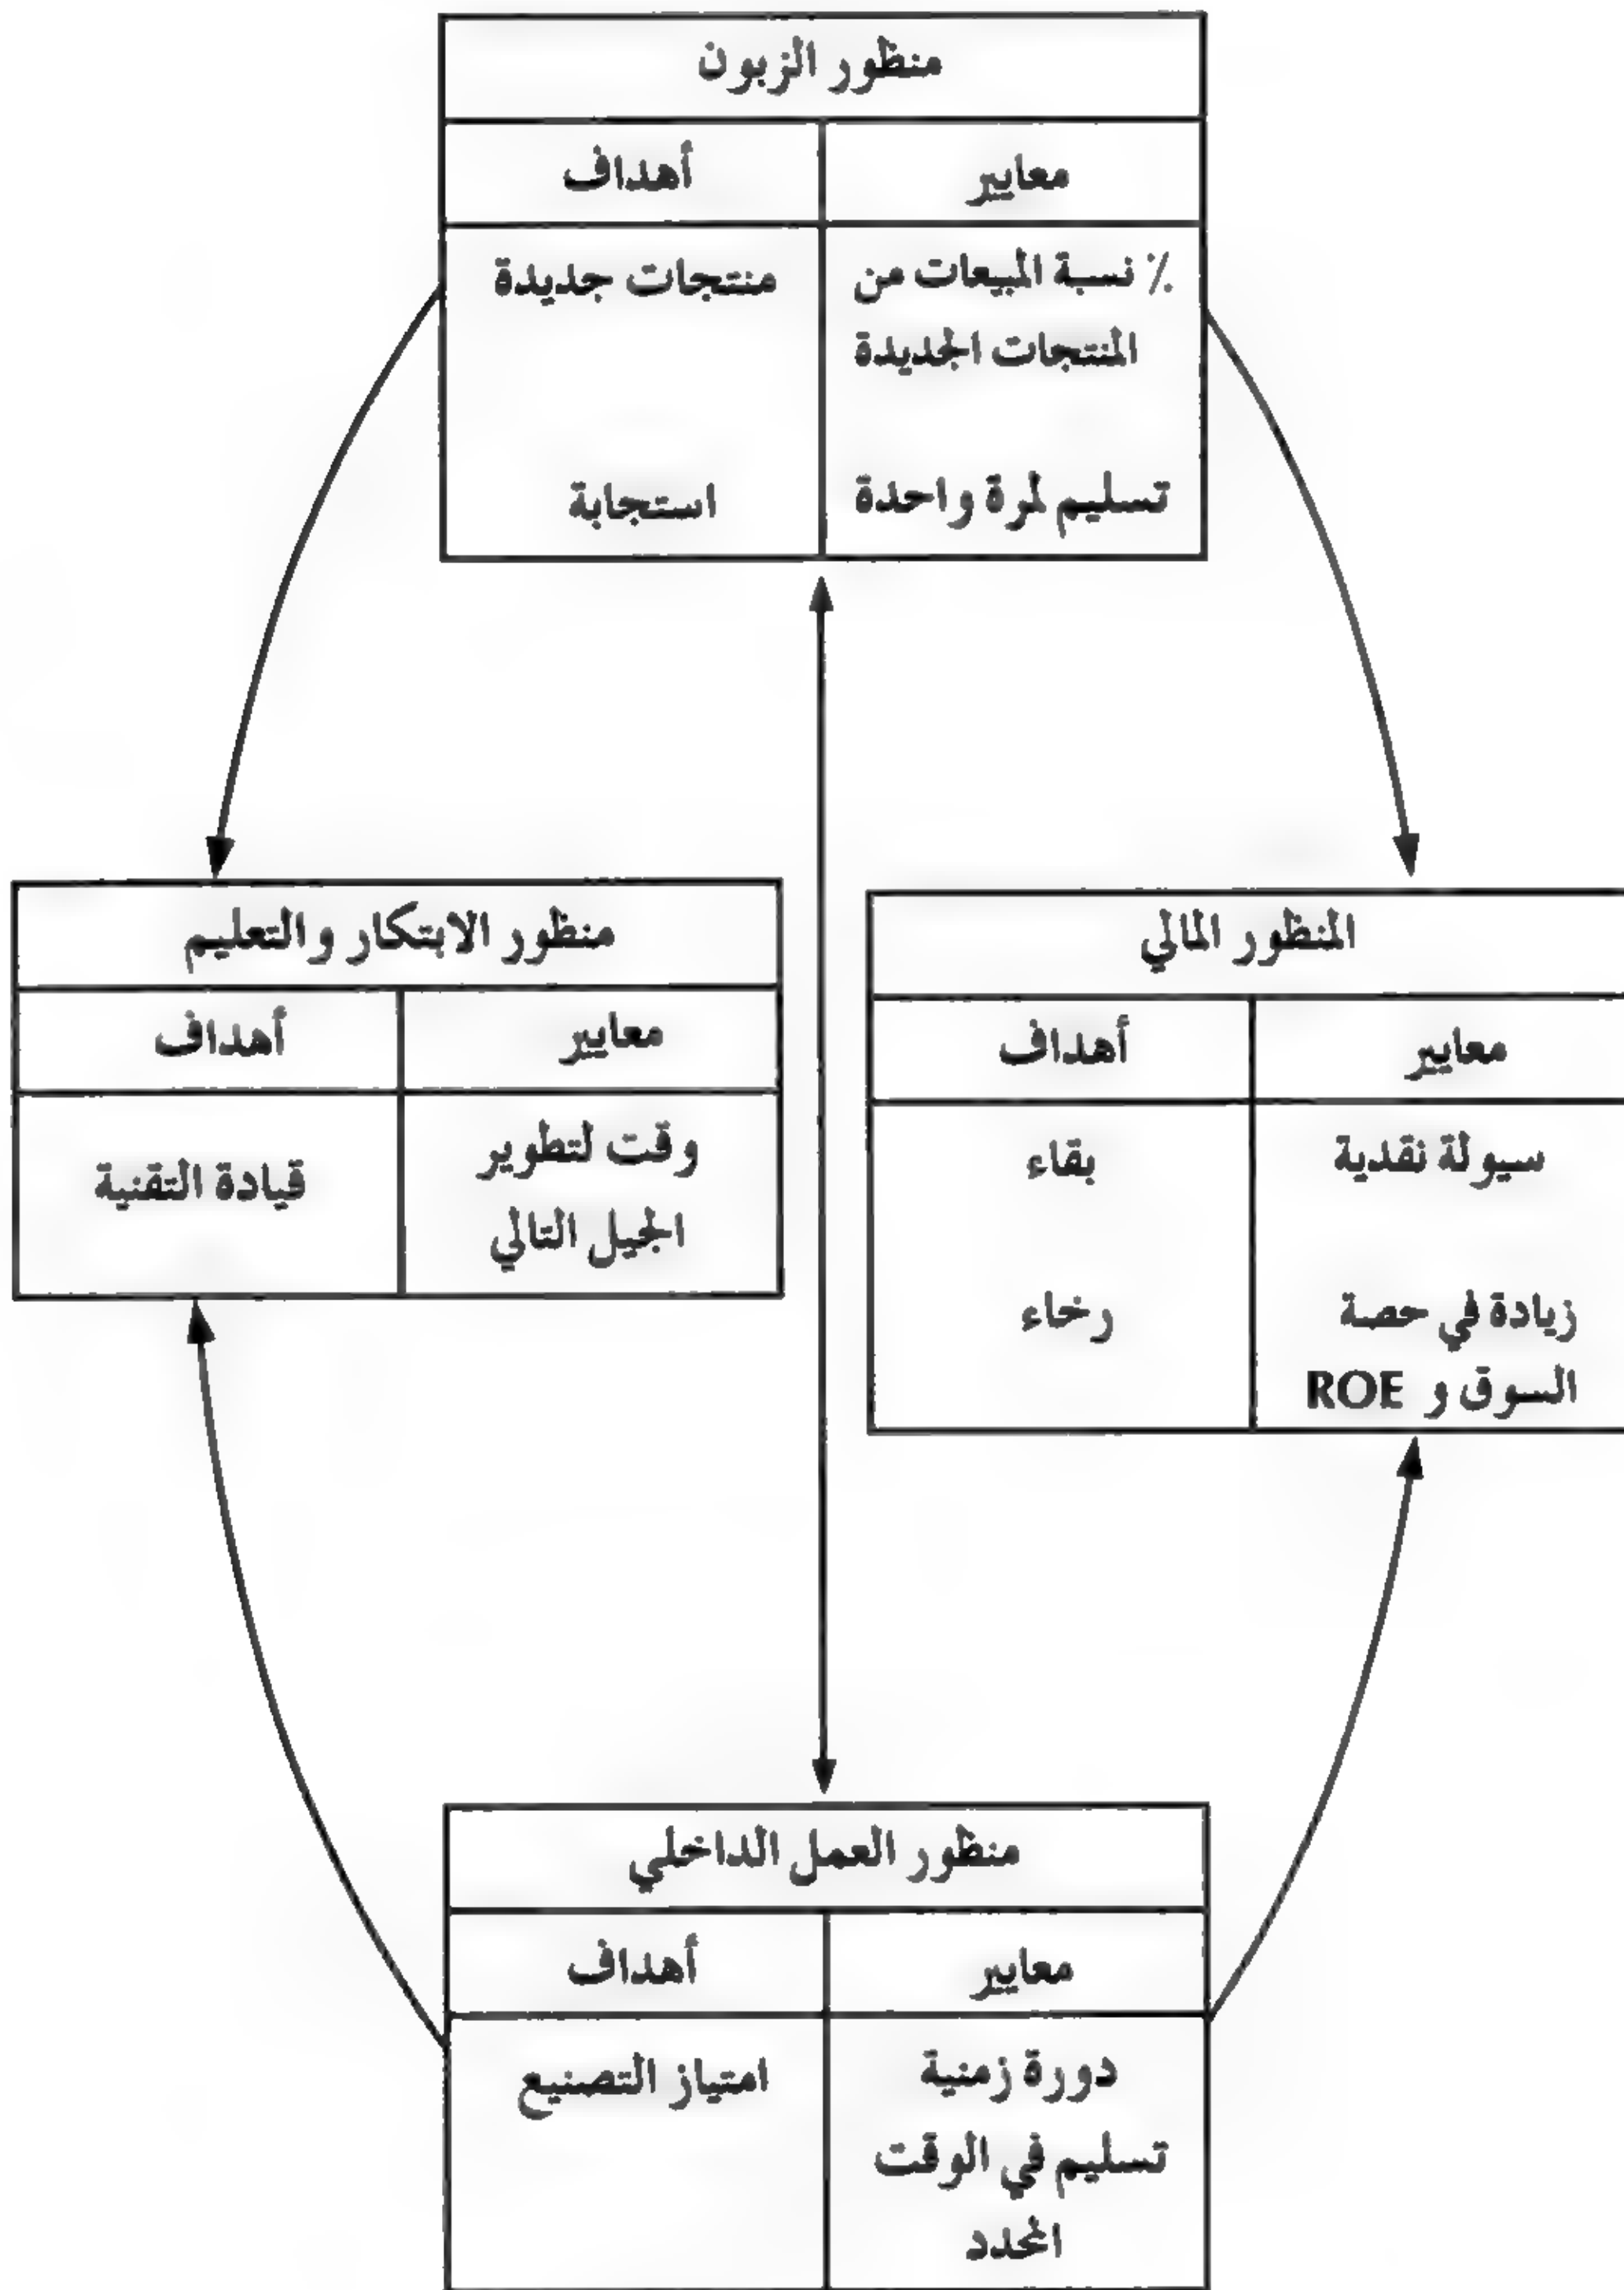 منظور الزبون
معايير
أهداف
٪ نسبة المبيعات من
المنتجات الجديدة
منتجات جديدة
تسليم لمرة واحدة
استجابة
المنظور المالي
معايير
أهداف
سيولة نقدية
بقاء
زيادة في حصة
السوق و ROE
رخاء
منظور الابتكار والتعليم
معايير
أهداف
وقت لتطوير
الجيل التالي
قيادة التقنية
منظور العمل الداخلي
معايير
أهداف
دورة زمنية
تسليم في الوقت
المحدد
امتياز التصنيع